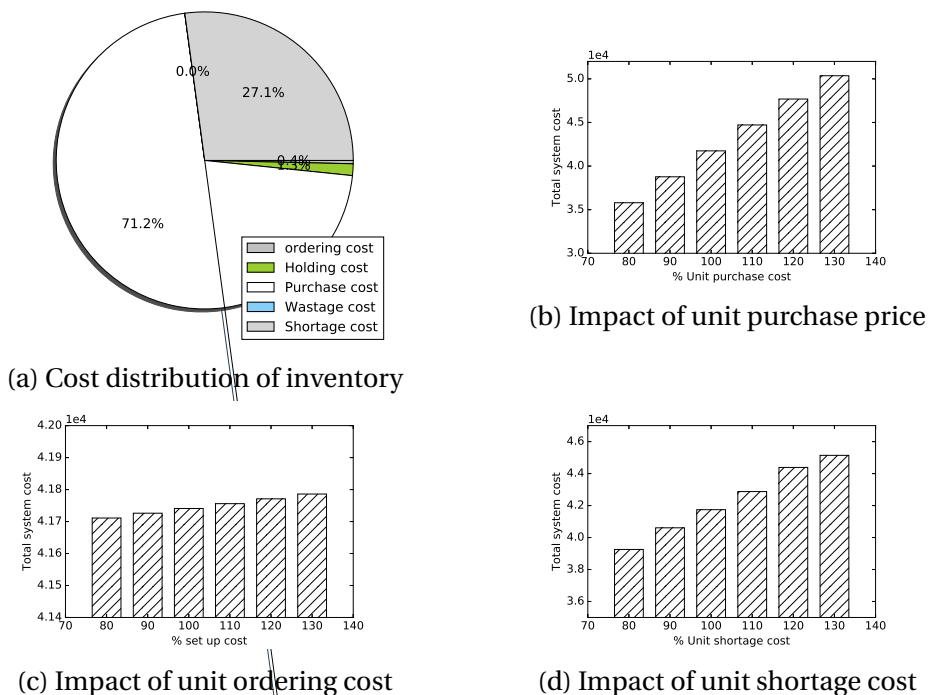 0.0%
27.1%
0.4%
1.3%
71.2%
ordering cost
Holding cost
Purchase cost
Wastage cost
Shortage cost
(a) Cost distribution of inventory
1e4
5.0
4.5
4.0
3.5
3.0
Total system cost
70 80 90 100 110 120 130 140
% Unit purchase cost
(b) Impact of unit purchase price
1e4
4.20
4.19
4.18
4.17
4.16
4.15
4.14
Total system cost
70 80 90 100 110 120 130 140
% set up cost
(c) Impact of unit ordering cost
1e4
4.6
4.4
4.2
4.0
3.8
3.6
Total system cost
70 80 90 100 110 120 130 140
% Unit shortage cost
(d) Impact of unit shortage cost